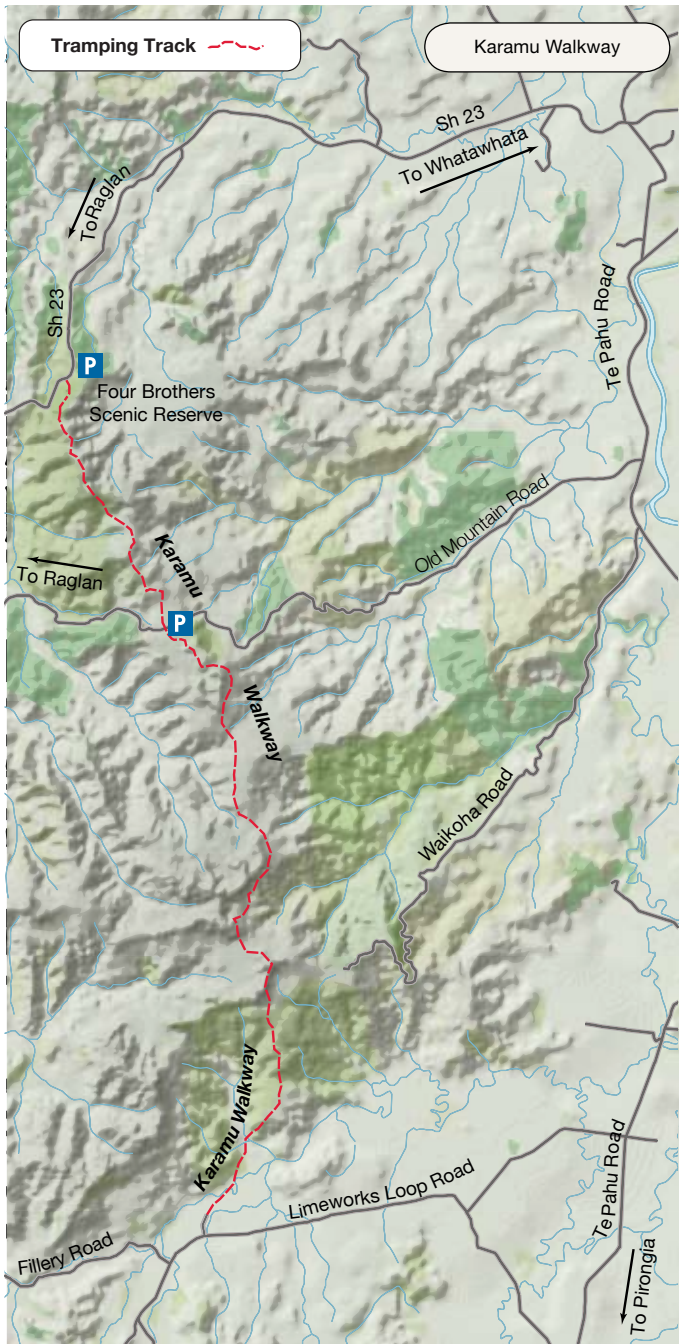 Tramping Track
Karamu Walkway
Sh 23
To Whatawhata
ToRaglan
Sh 23
Te Pahu Road
P
Four Brothers
Scenic Reserve
Old Mountain Road
Karamu
To Raglan
P
Walkway
Waikoha Road
Karamu Walkway
Limeworks Loop Road
Te Pahu Road
Fillery Road
To Pirongia